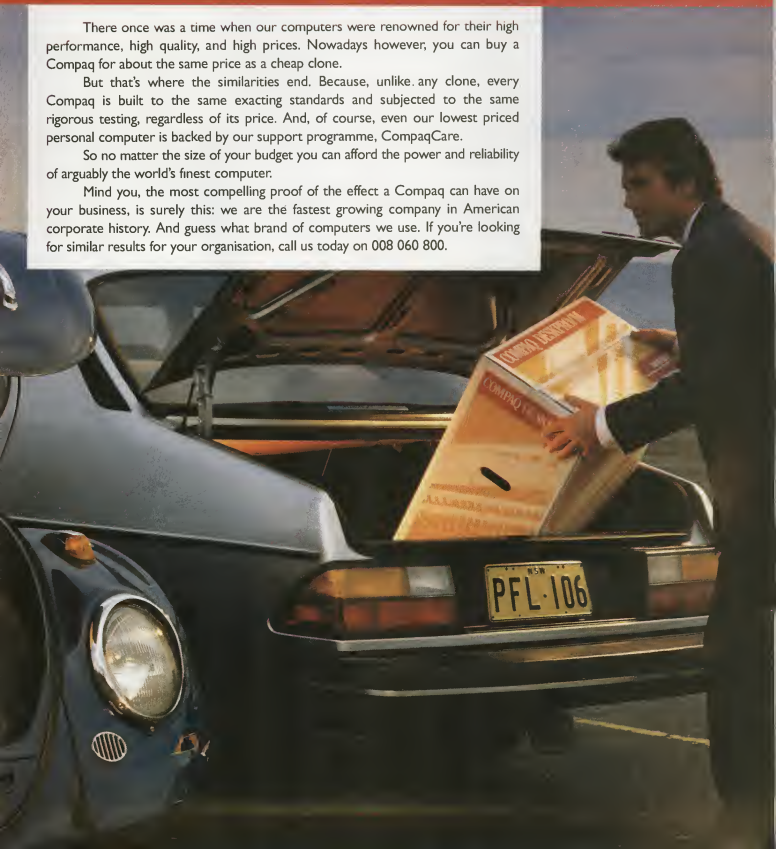 There once was a time when our computers were renowned for their high
performance, high quality, and high prices. Nowadays however, you can buy a
Compaq for about the same price as a cheap clone.
But that's where the similarities end. Because, unlike. any clone, every
Compaq is built to the same exacting standards and subjected to the same
rigorous testing, regardless of its price. And, of course, even our lowest priced
personal computer is backed by our support programme, CompaqCare.
So no matter the size of your budget you can afford the power and reliability
of arguably the world's finest computer.
Mind you, the most compelling proof of the effect a Compaq can have on
your business, is surely this: we are the fastest growing company in American
corporate history. And guess what brand of computers we use. If you're looking
for similar results for your organisation, call us today on 008 060 800.
COMPAQ DESKPRO/M
COMPAQ
NSW
PFL·106